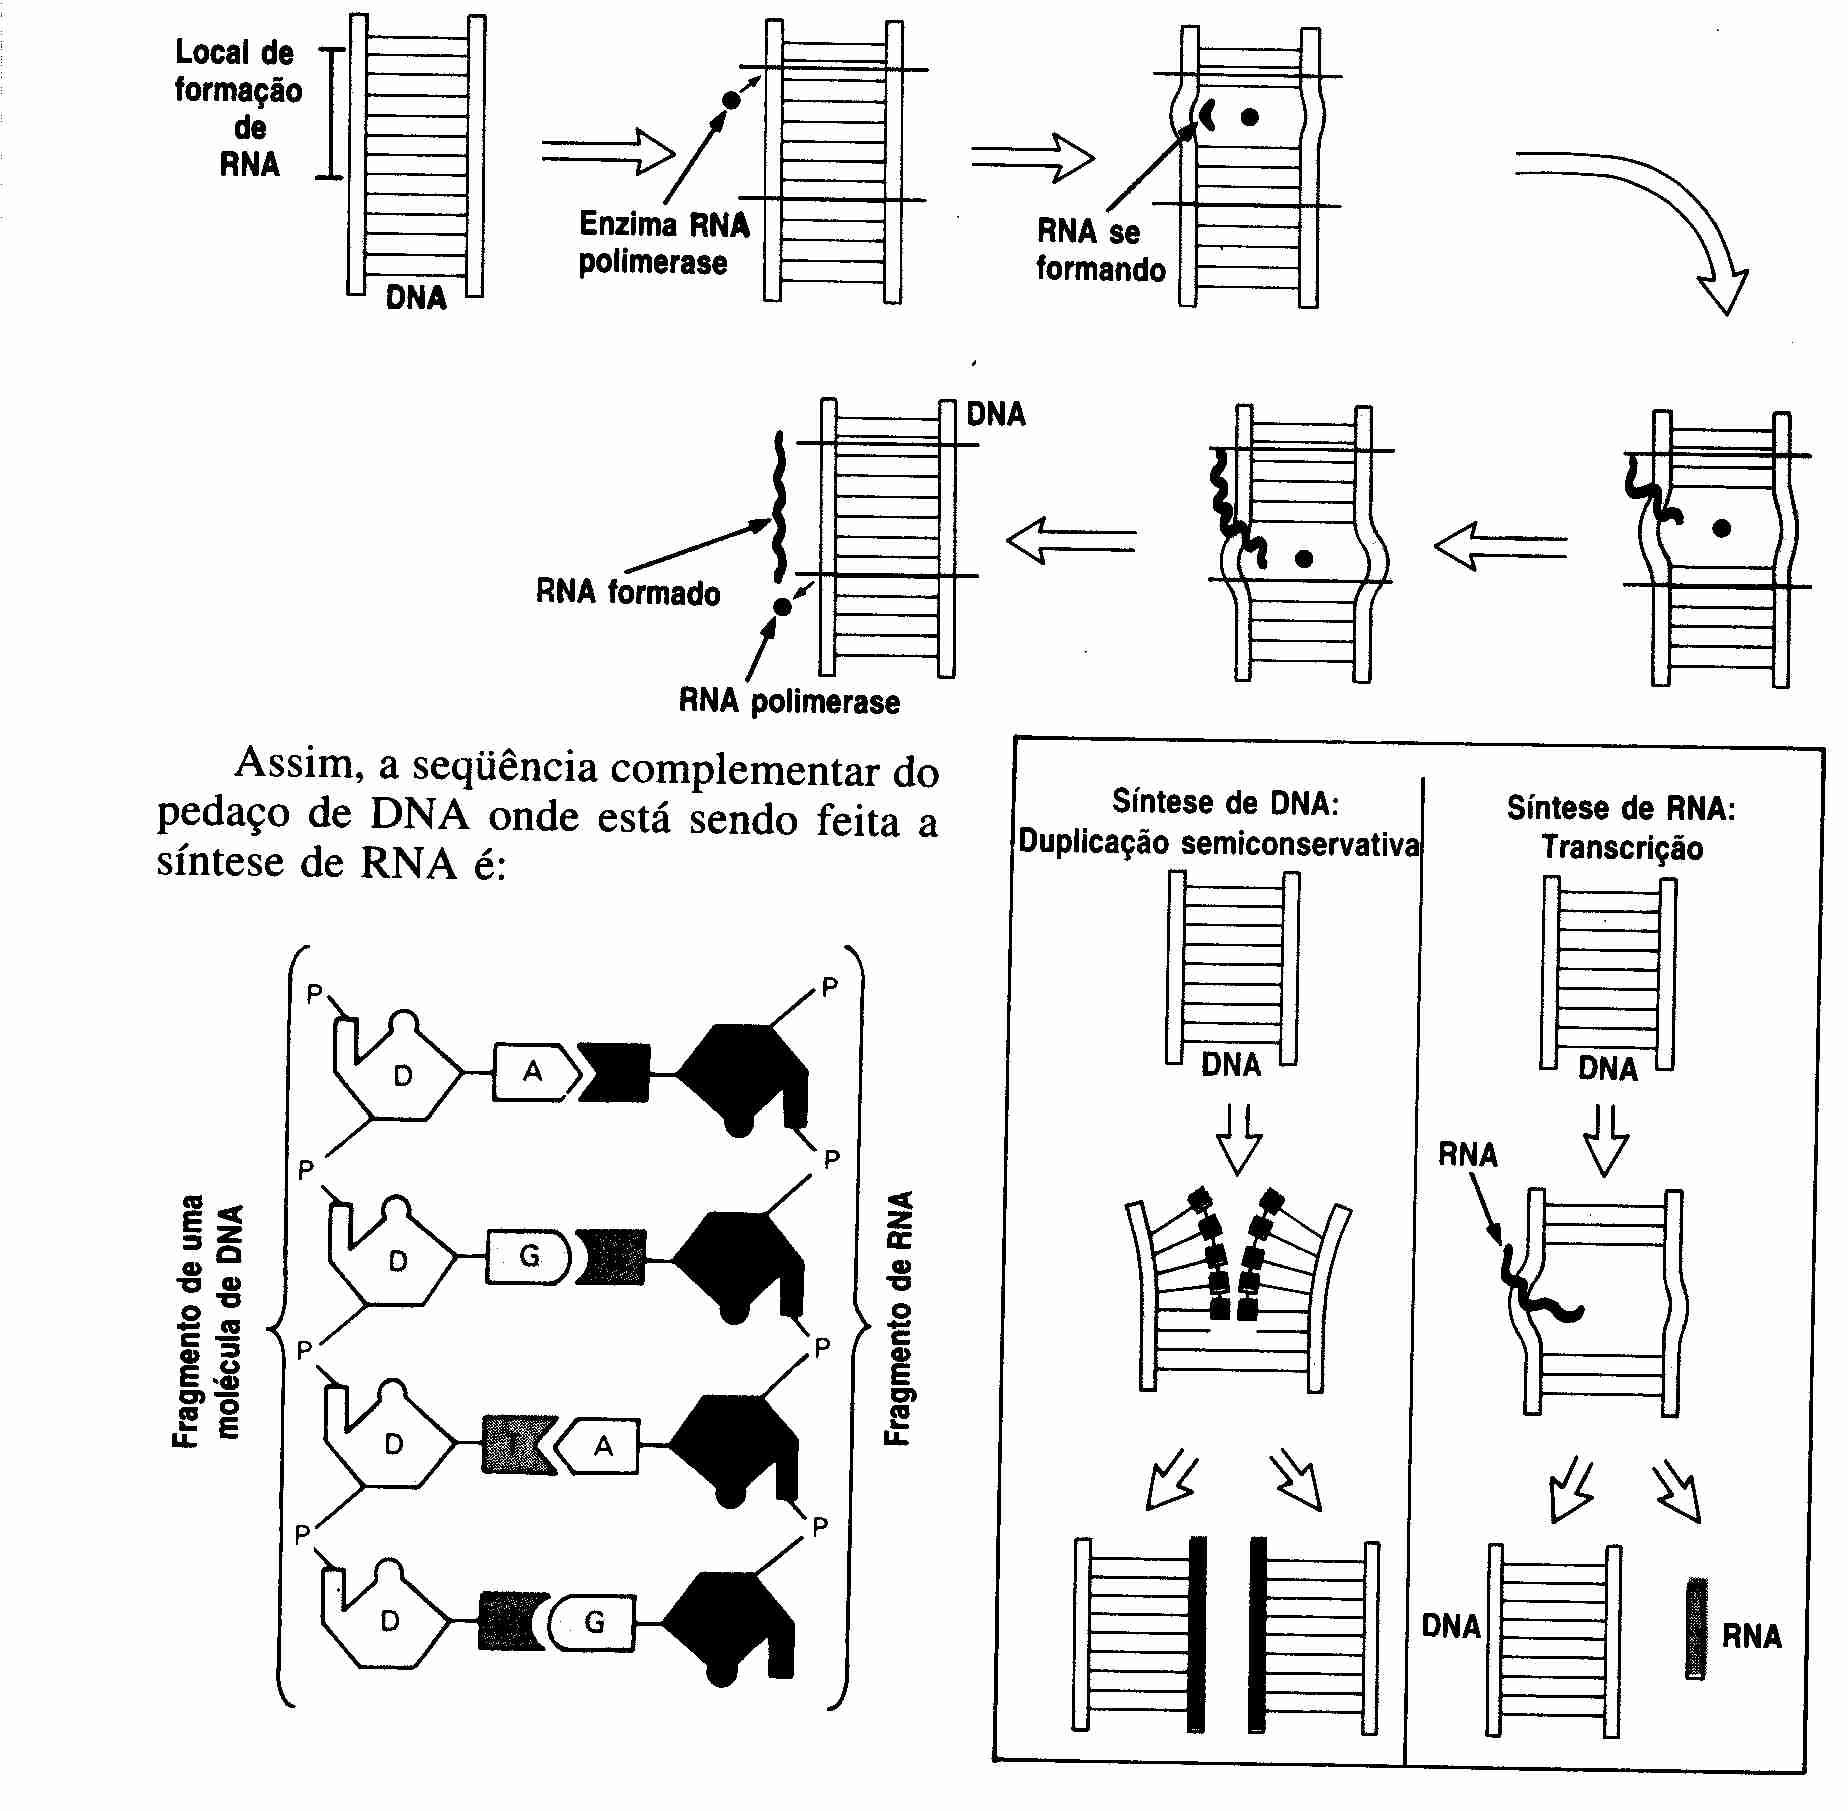 Local de
formação
de
RNA
DNA
Enzima RNA
polimerase
RNA se
formando
DNA
RNA formado
RNA polimerase
Assim, a seqüência complementar do
pedaço de DNA onde está sendo feita a
síntese de RNA é:
Fragmento de uma
molécula de DNA
P
P
D
A
P
P
D
G
P
P
D
A
P
P
D
G
Fragmento de RNA
Síntese de DNA:
Duplicação semiconservativa
DNA
Síntese de RNA:
Transcrição
DNA
RNA
DNA
RNA